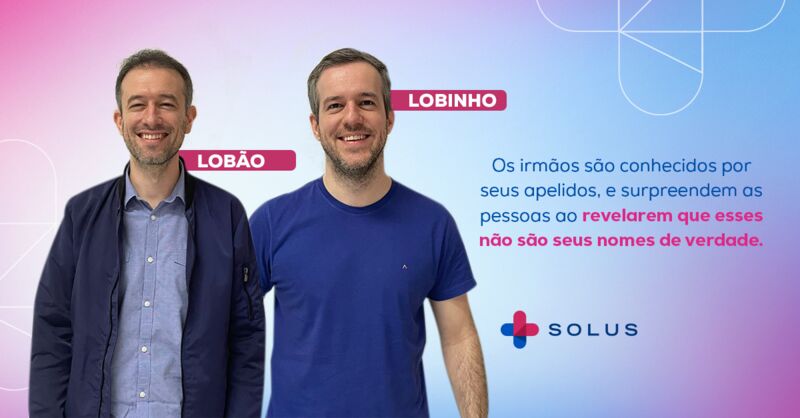 LOBINHO
LOBÃO
Os irmãos são conhecidos por
seus apelidos, e surpreendem as
pessoas ao revelarem que esses
não são seus nomes de verdade.
SOLUS